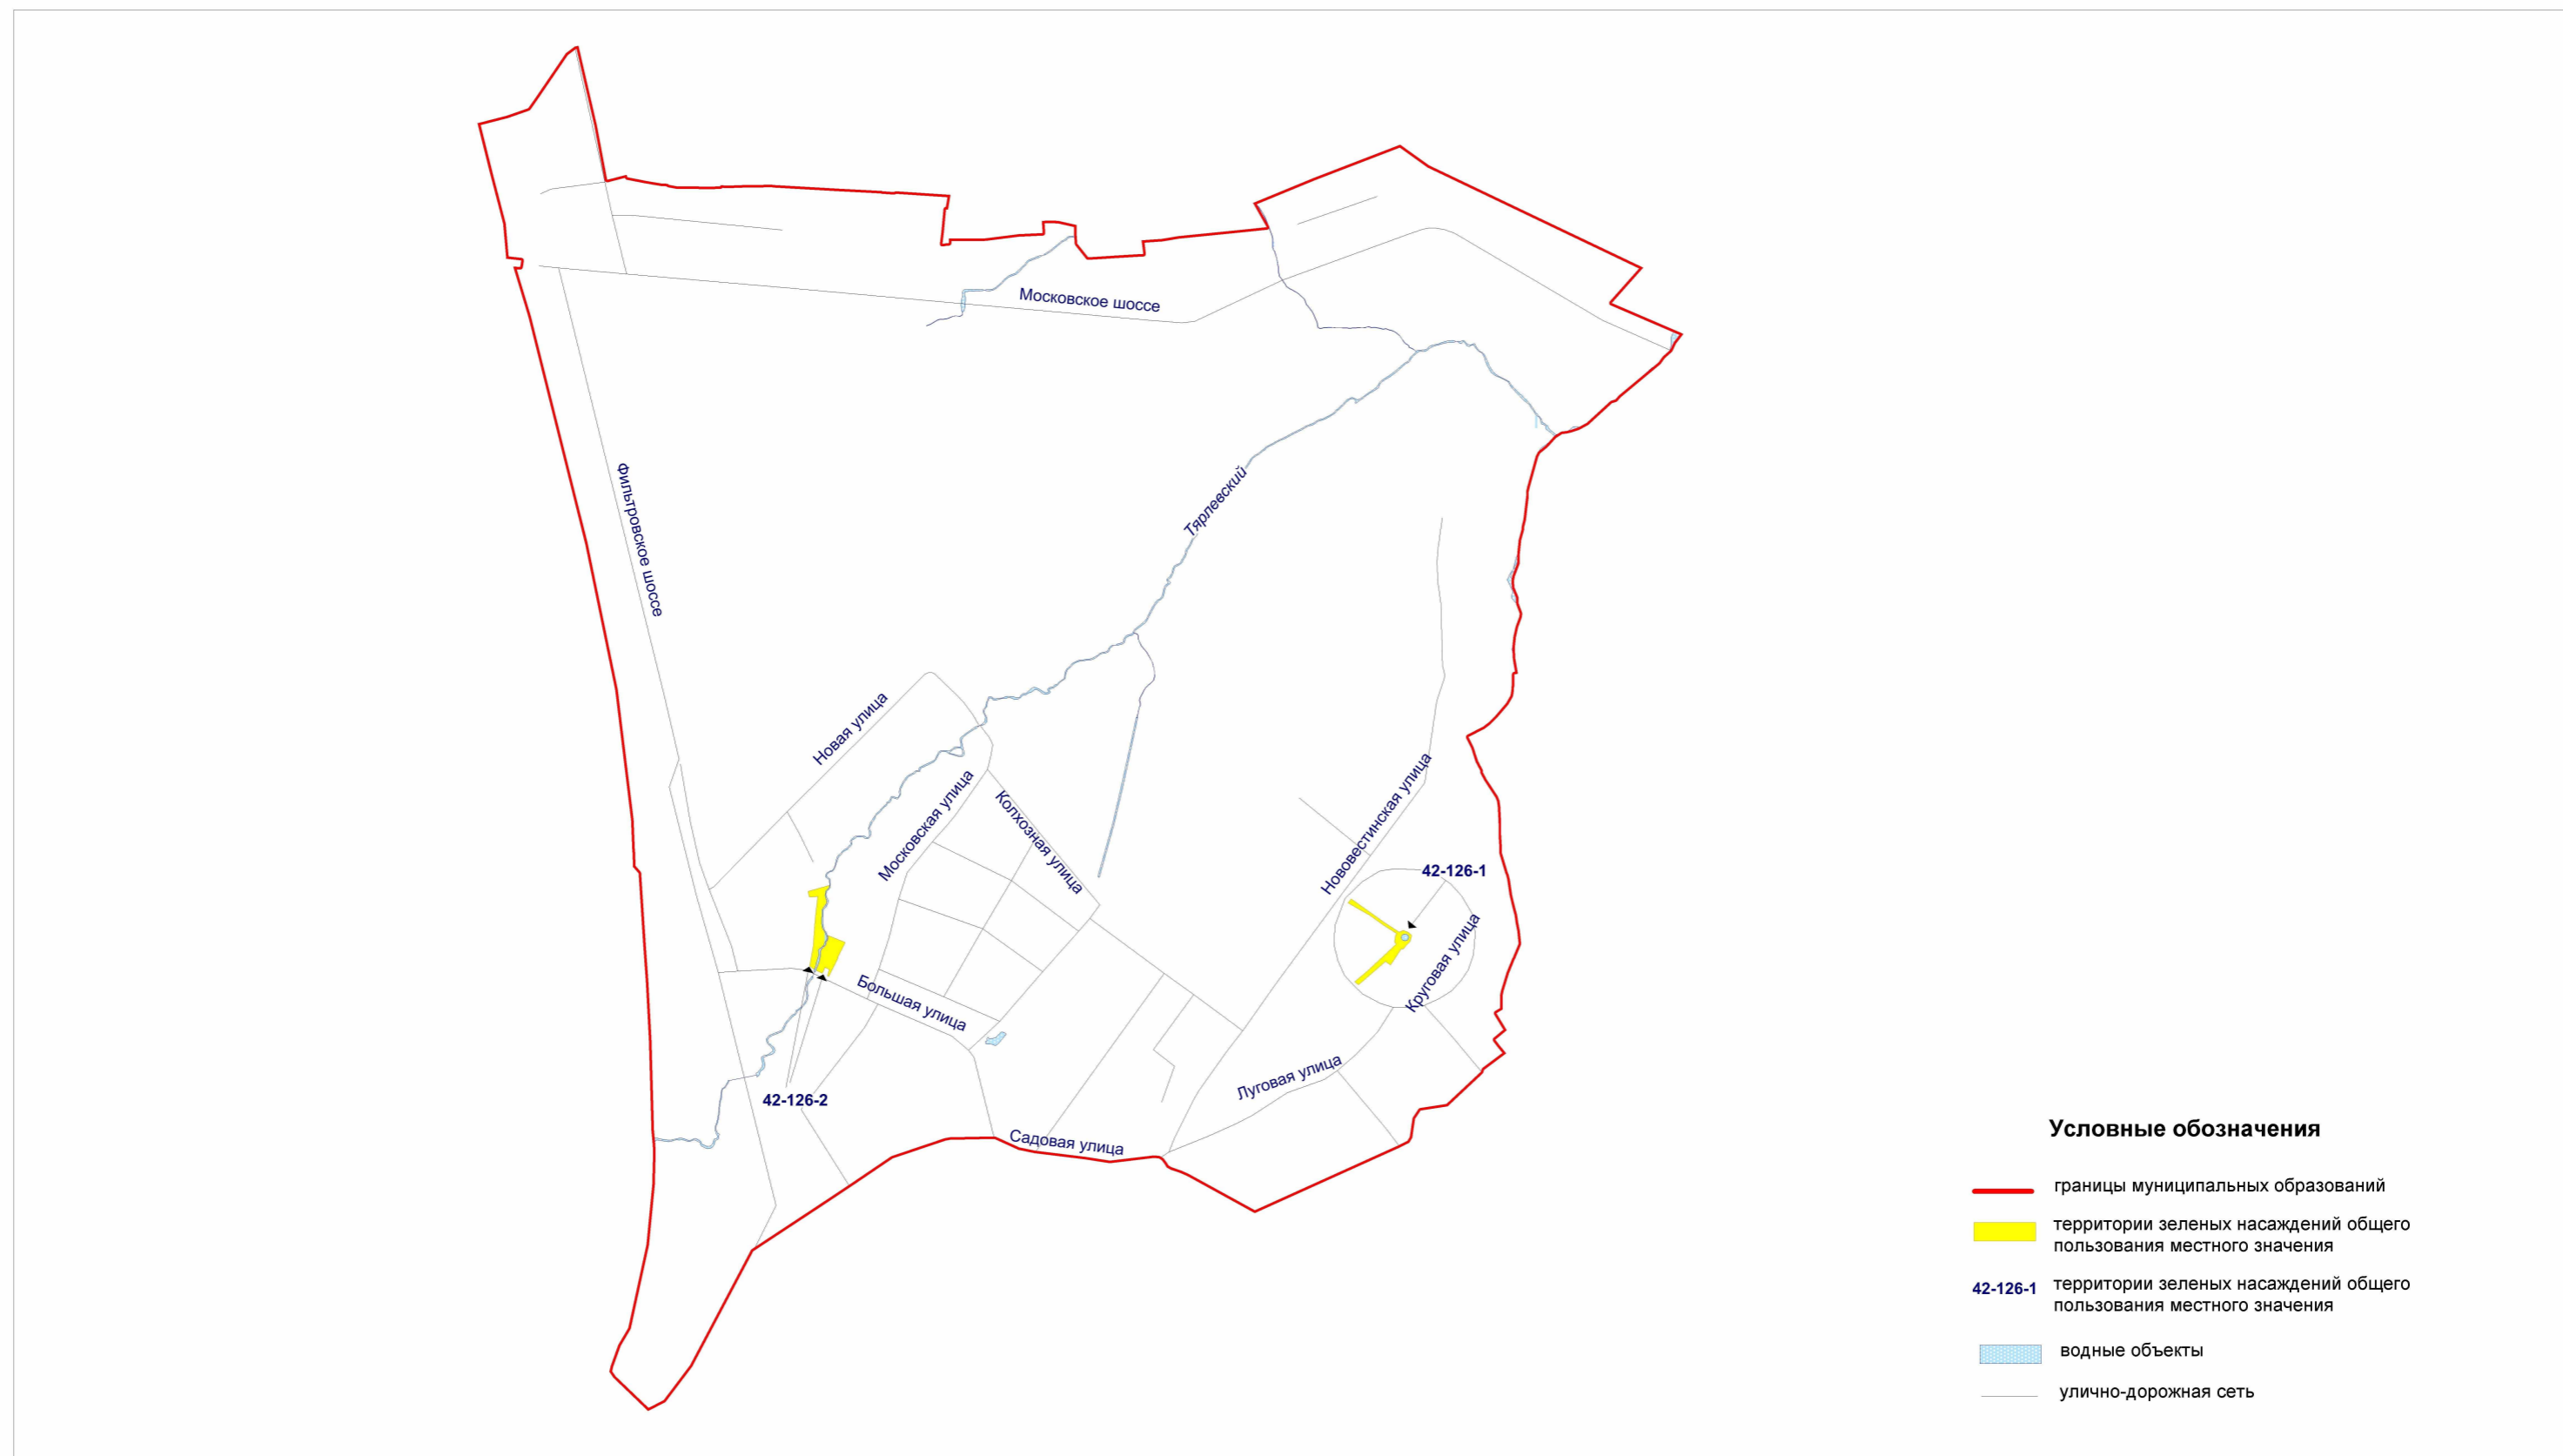 Московское шоссе
Фильтровское шоссе
Тярлевский
Новая улица
Московская улица
Колхозная улица
Нововестинская улица
42-126-1
Круговая улица
Большая улица
Луговая улица
42-126-2
Садовая улица
Условные обозначения
границы муниципальных образований
территории зеленых насаждений общего
пользования местного значения
42-126-1 территории зеленых насаждений общего
пользования местного значения
водные объекты
улично-дорожная сеть